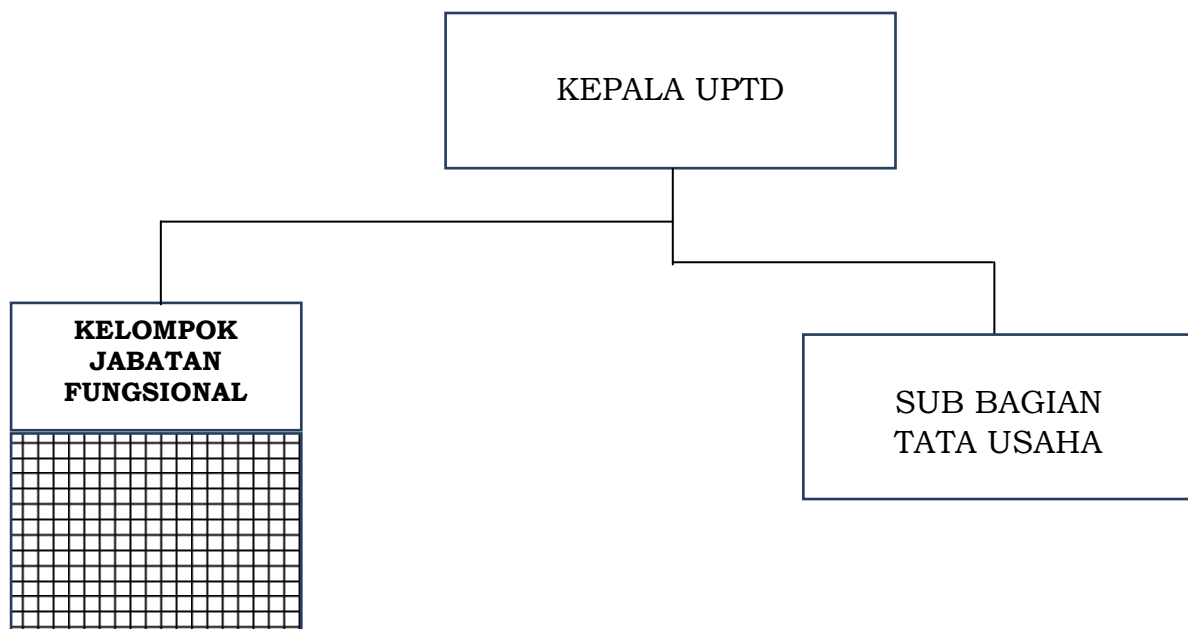 KEPALA UPTD
KELOMPOK
JABATAN
FUNGSIONAL
SUB BAGIAN
TATA USAHA